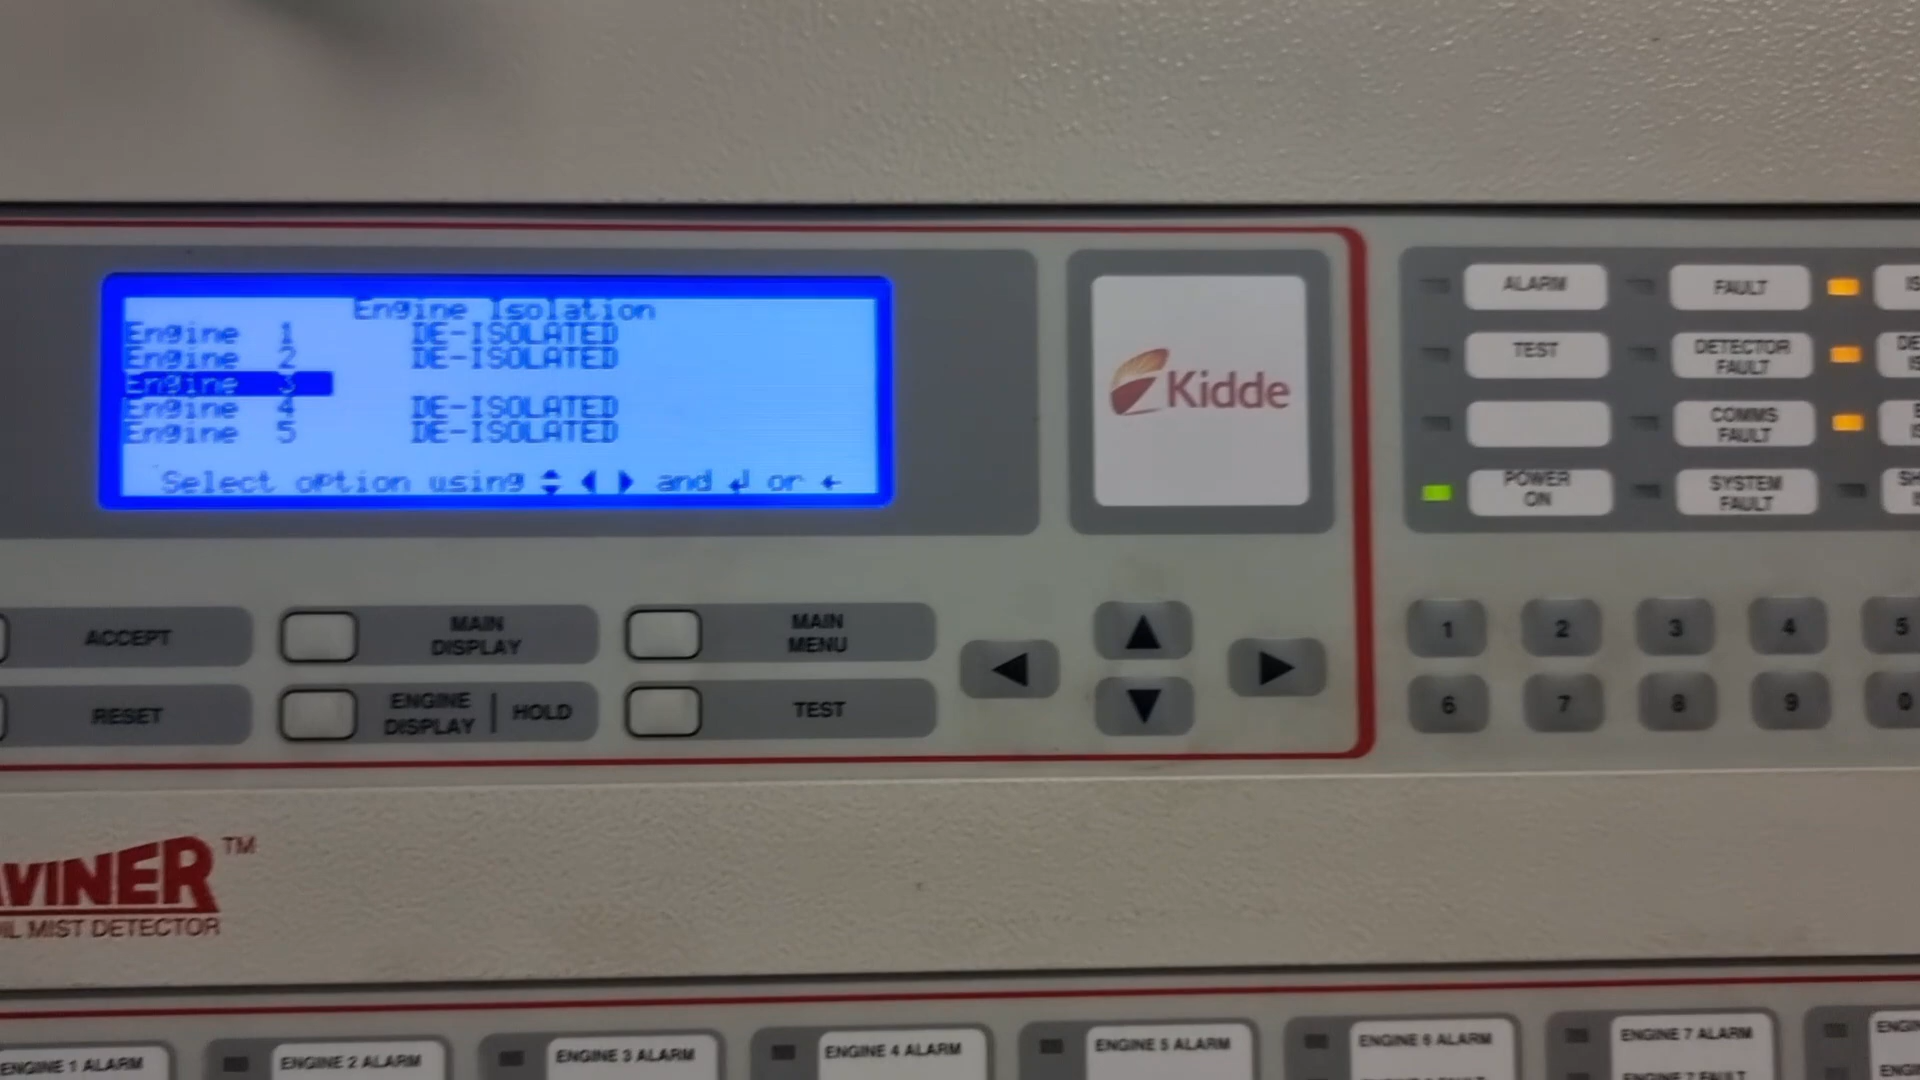 Engine Isolation
Engine 1 DE-ISOLATED
Engine 2 DE-ISOLATED
Engine 3
Engine 4 DE-ISOLATED
Engine 5 DE-ISOLATED
Select option using and or
Kidde
ALARM
FAULT
TEST
DETECTOR
FAULT
COMMS
FAULT
POWER
ON
SYSTEM
FAULT
ACCEPT
MAIN
DISPLAY
MAIN
MENU
RESET
ENGINE
DISPLAY | HOLD
TEST
1 2 3 4 5
6 7 8 9 0
VINER™
OIL MIST DETECTOR
ENGINE 1 ALARM
ENGINE 2 ALARM
ENGINE 3 ALARM
ENGINE 4 ALARM
ENGINE 5 ALARM
ENGINE 6 ALARM
ENGINE 7 ALARM
ENGINE 7 FAULT